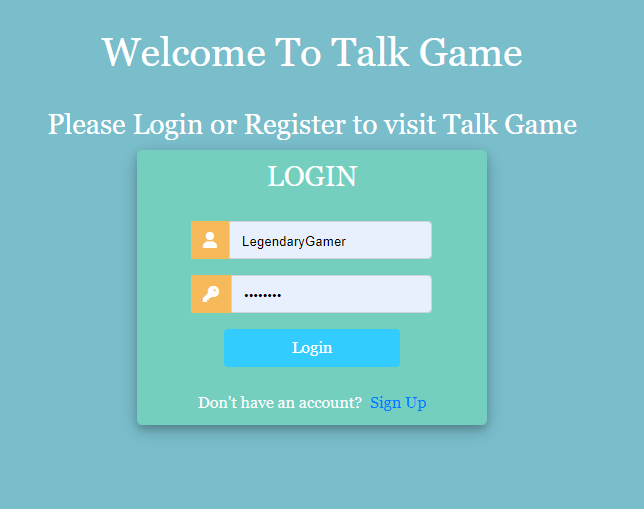 Welcome To Talk Game
Please Login or Register to visit Talk Game
LOGIN
LegendaryGamer
••••••••
Login
Don't have an account? Sign Up